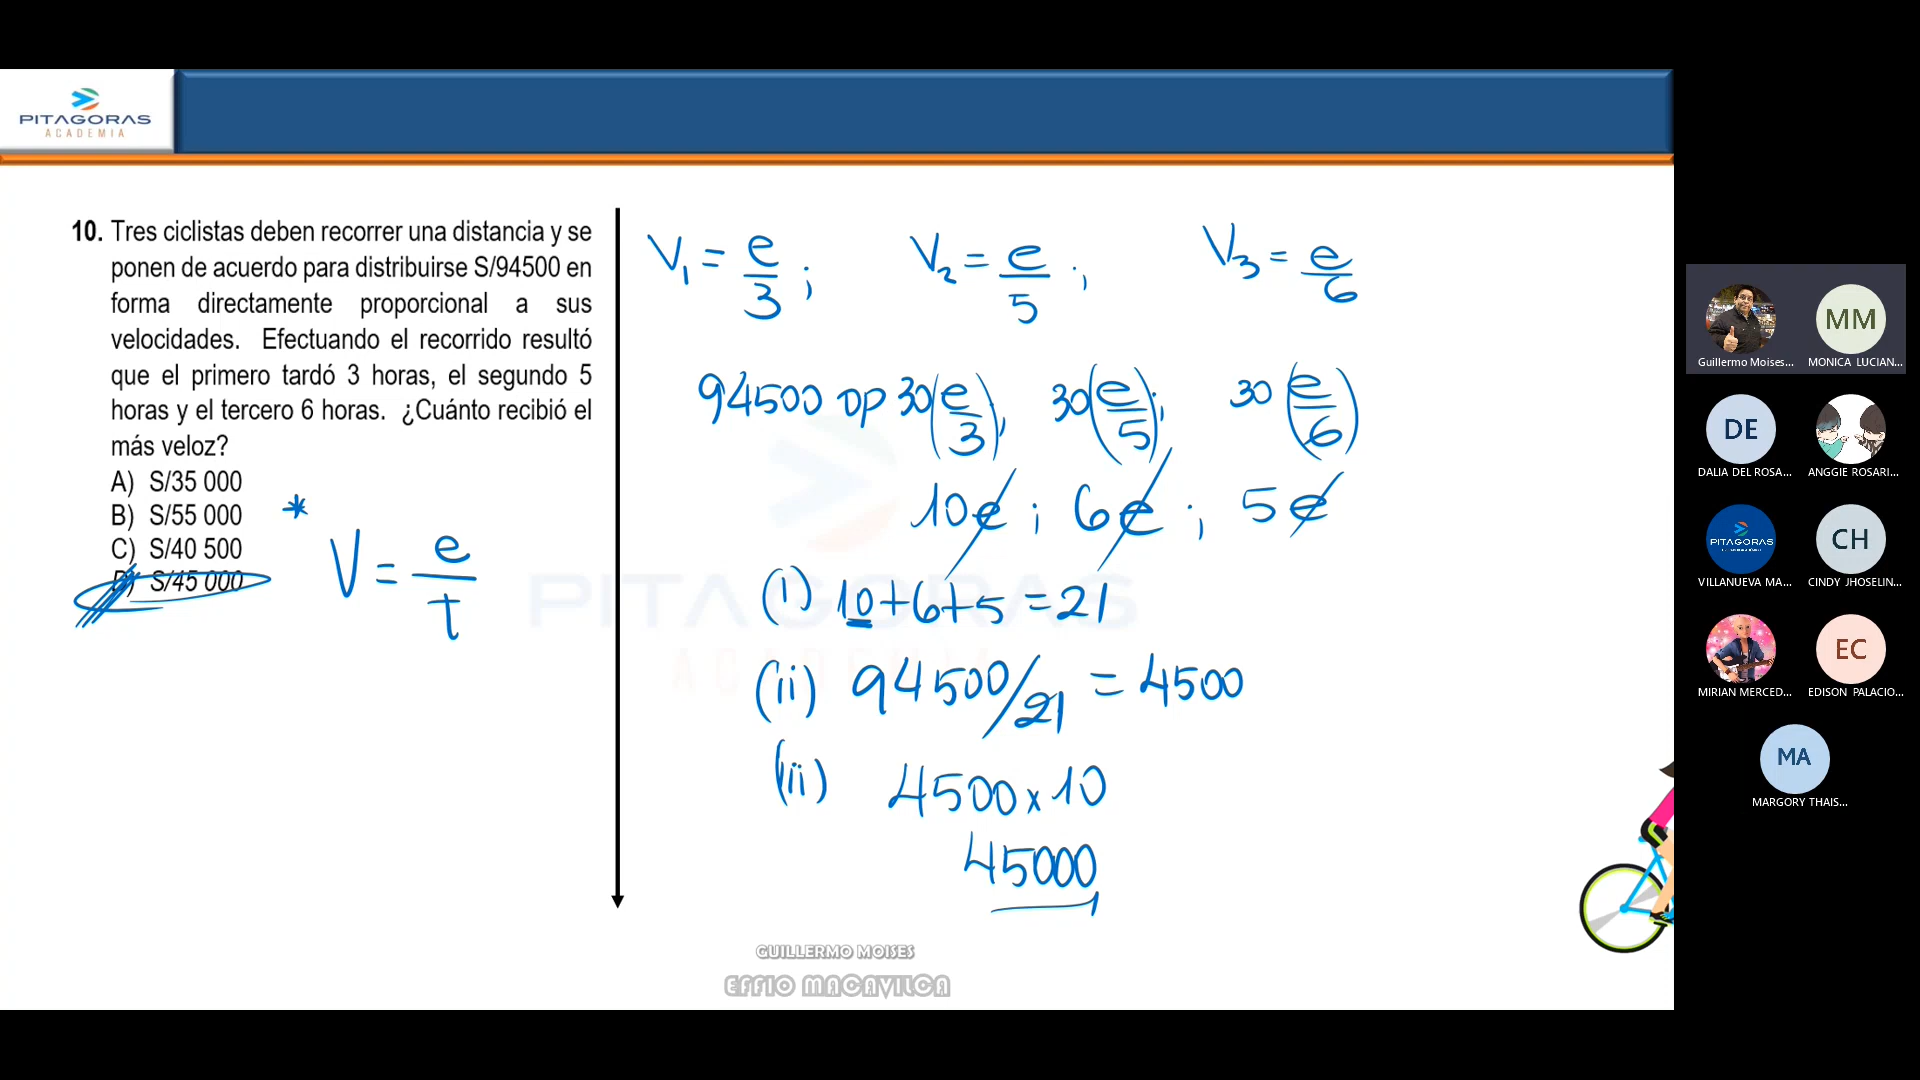 PITAGORAS
ACADEMIA
10. Tres ciclistas deben recorrer una distancia y se
ponen de acuerdo para distribuirse S/94500 en
forma directamente proporcional a sus
velocidades. Efectuando el recorrido resultó
que el primero tardó 3 horas, el segundo 5
horas y el tercero 6 horas. ¿Cuánto recibió el
más veloz?
A) S/35 000
B) S/55 000
C) S/40 500
D) S/45 000
* V = e/t
V1 = e/3 ; V2 = e/5 ; V3 = e/6
94500 DP 30(e/3), 30(e/5); 30(e/6)
10e ; 6e ; 5e
(i) 10+6+5 = 21
(ii) 94500/21 = 4500
(iii) 4500x10
45000
PITAGORAS
ACADEMIA
GUILLERMO MOISES
EFFIO MACAVILCA
MM
Guillermo Moises... MONICA LUCIAN...
DE
DALIA DEL ROSA... ANGGIE ROSARI...
PITAGORAS CH
VILLANUEVA MA... CINDY JHOSELIN...
EC
MIRIAN MERCED... EDISON PALACIO...
MA
MARGORY THAIS...